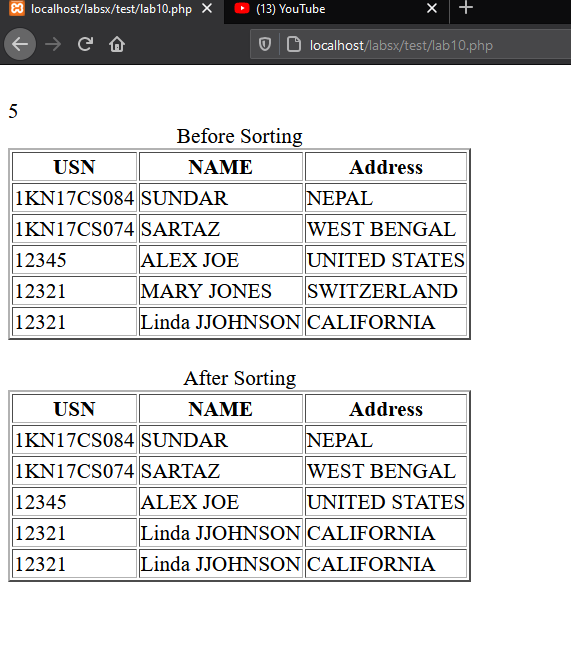 localhost/labsx/test/lab10.php
(13) YouTube
localhost/labsx/test/lab10.php
5
Before Sorting
USN NAME Address
1KN17CS084 SUNDAR NEPAL
1KN17CS074 SARTAZ WEST BENGAL
12345 ALEX JOE UNITED STATES
12321 MARY JONES SWITZERLAND
12321 Linda JJOHNSON CALIFORNIA
After Sorting
USN NAME Address
1KN17CS084 SUNDAR NEPAL
1KN17CS074 SARTAZ WEST BENGAL
12345 ALEX JOE UNITED STATES
12321 Linda JJOHNSON CALIFORNIA
12321 Linda JJOHNSON CALIFORNIA